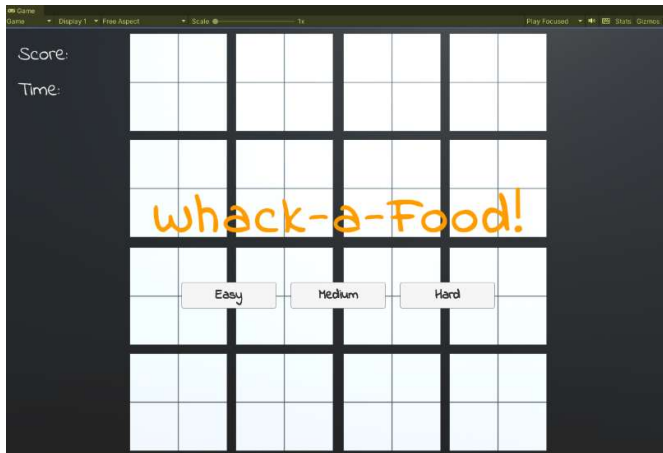 Game
Game Display 1 Free Aspect Scale 1x Play Focused Stats Gizmos
Score:
Time:
whack-a-Food!
Easy Medium Hard